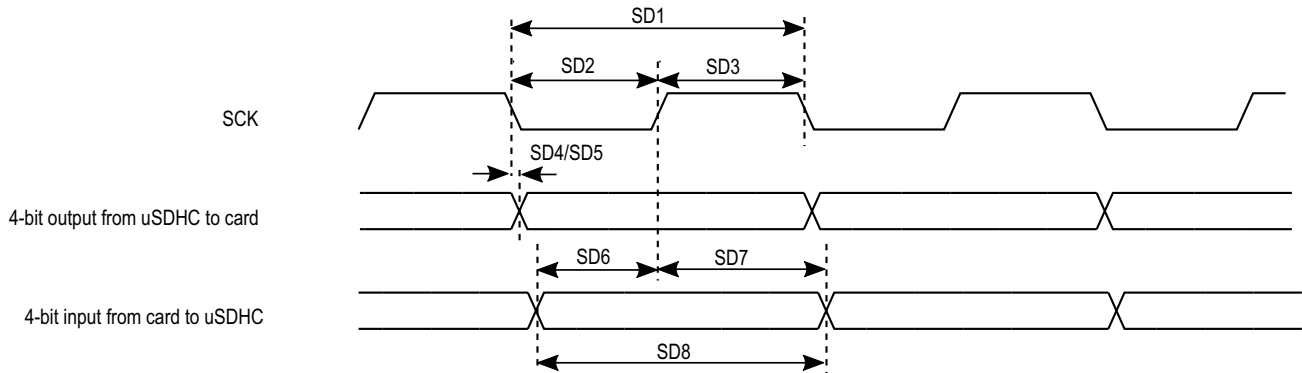 SD1
SD2 SD3
SCK
SD4/SD5
4-bit output from uSDHC to card
SD6 SD7
4-bit input from card to uSDHC
SD8